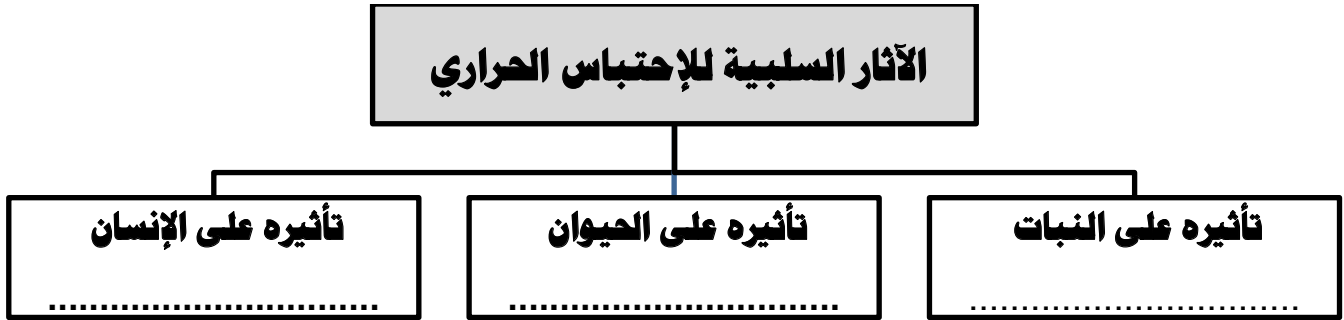 الآثار السلبية للإحتباس الحراري
تأثيره على النبات
..............................
تأثيره على الحيوان
..............................
تأثيره على الإنسان
..............................